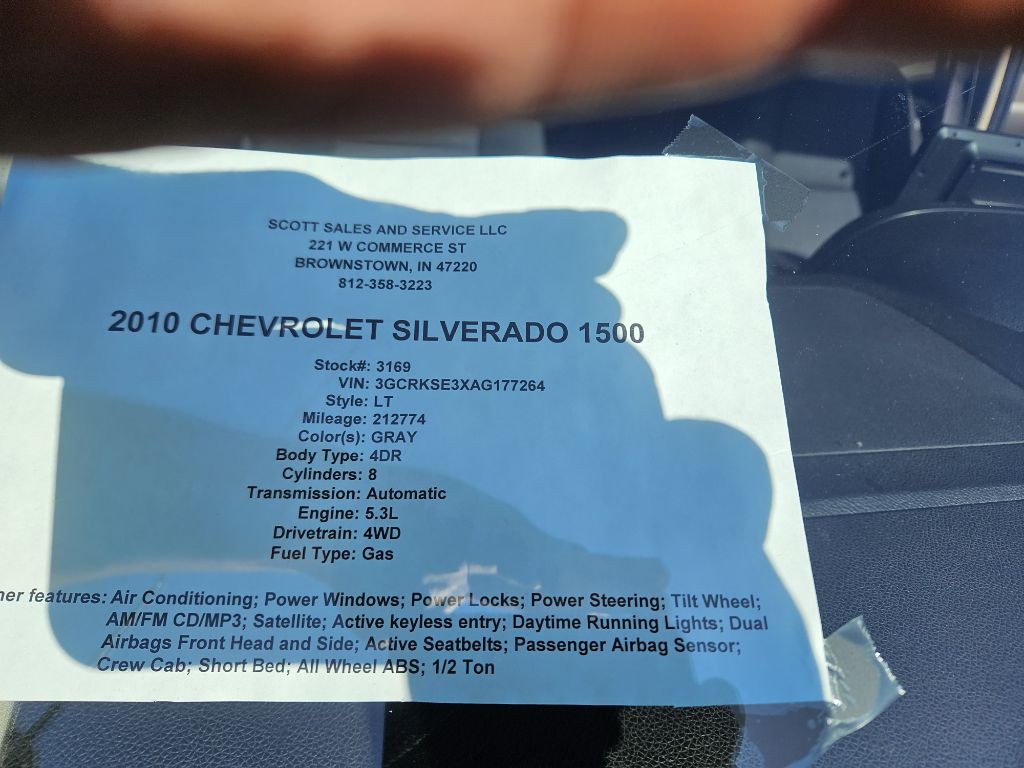 SCOTT SALES AND SERVICE LLC
221 W COMMERCE ST
BROWNSTOWN, IN 47220
812-358-3223
2010 CHEVROLET SILVERADO 1500
Stock#: 3169
VIN: 3GCRKSE3XAG177264
Style: LT
Mileage: 212774
Color(s): GRAY
Body Type: 4DR
Cylinders: 8
Transmission: Automatic
Engine: 5.3L
Drivetrain: 4WD
Fuel Type: Gas
her features: Air Conditioning; Power Windows; Power Locks; Power Steering; Tilt Wheel;
AM/FM CD/MP3; Satellite; Active keyless entry; Daytime Running Lights; Dual
Airbags Front Head and Side; Active Seatbelts; Passenger Airbag Sensor;
Crew Cab; Short Bed; All Wheel ABS; 1/2 Ton